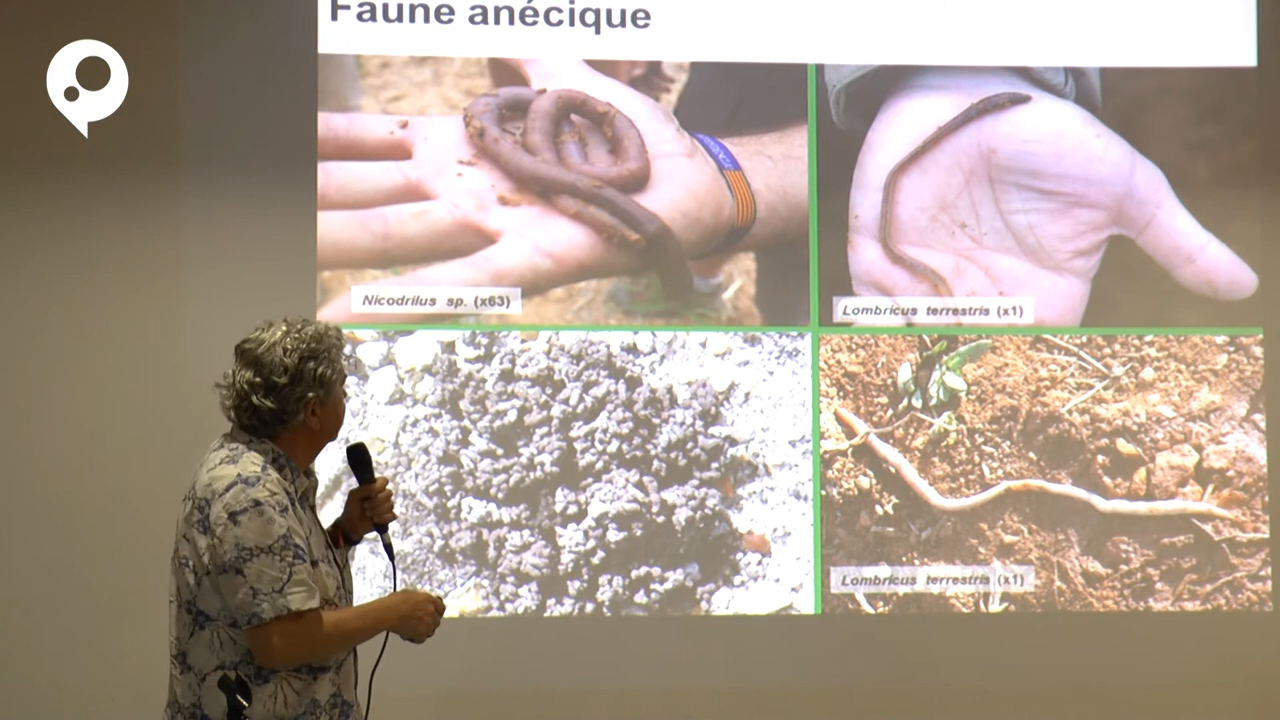 Faune anécique
Nicodrilus sp. (x63)
Lombricus terrestris (x1)
Lombricus terrestris (x1)